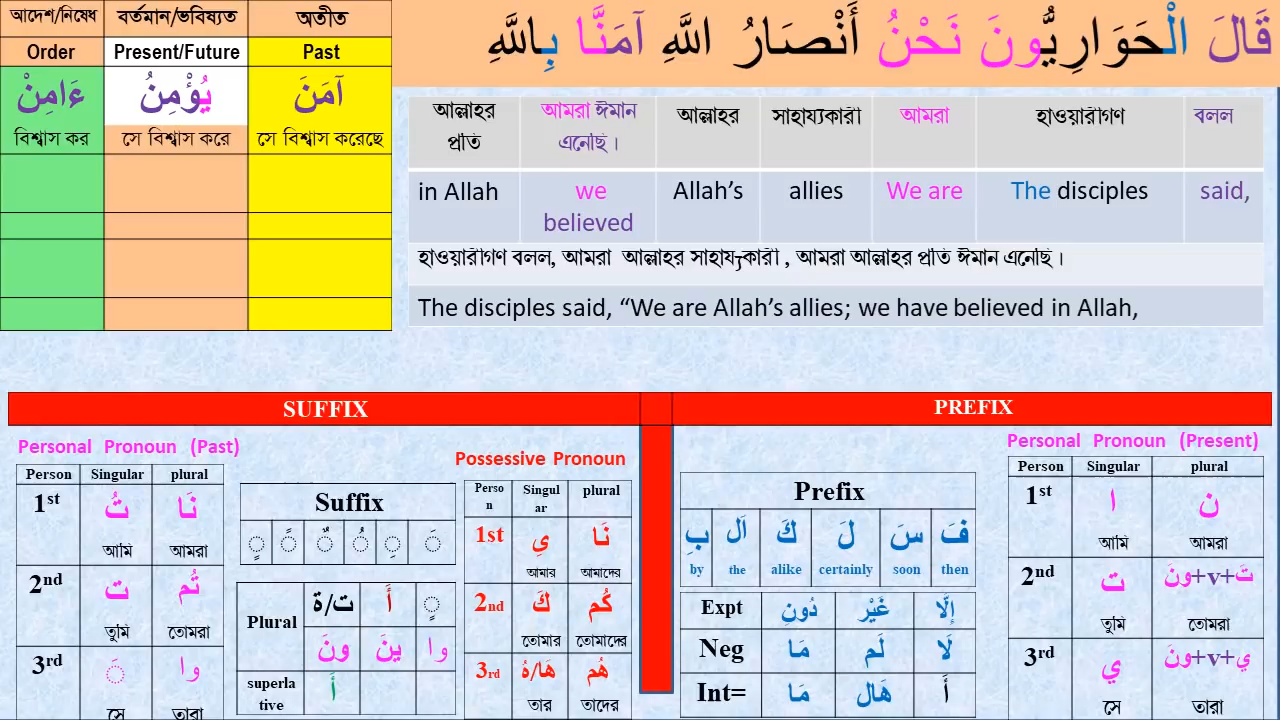 আদেশ/নিষেধ বর্তমান/ভবিষ্যত অতীত
Order Present/Future Past
ءَامِنْ يُؤْمِنُ آمَنَ
বিশ্বাস কর সে বিশ্বাস করে সে বিশ্বাস করেছে
قَالَ الْحَوَارِيُّونَ نَحْنُ أَنْصَارُ اللَّهِ آمَنَّا بِاللَّهِ
আল্লাহর প্রতি আমরা ঈমান এনেছি। আল্লাহর সাহায্যকারী আমরা হাওয়ারীগণ বলল
in Allah we believed Allah’s allies We are The disciples said,
হাওয়ারীগণ বলল, আমরা আল্লাহর সাহায্যকারী , আমরা আল্লাহর প্রতি ঈমান এনেছি।
The disciples said, “We are Allah’s allies; we have believed in Allah,
SUFFIX
Personal Pronoun (Past)
Person Singular plural
1st تُ نَا
আমি আমরা
2nd ت تُم
তুমি তোমরা
3rd ◌َ وا
সে তারা
Suffix
◌ٍ ◌ً ◌ٌ ◌ُ ◌ِ ◌َ
Plural ت/ة أَ ◌ٍ
ونَ ينَ وا
superlative أَ
Possessive Pronoun
Person Singular plural
1st يِ نَا
আমার আমাদের
2nd كَ كُم
তোমার তোমাদের
3rd هَا/هُ هُم
তার তাদের
PREFIX
Prefix
بِ اَل كَ لَ سَ فَ
by the alike certainly soon then
Expt دُونِ غَيْر إلَّا
Neg مَا لَم لَا
Int= مَا هَال أَ
Personal Pronoun (Present)
Person Singular plural
1st ا ن
আমি আমরা
2nd ت تَ+v+ونَ
তুমি তোমরা
3rd ي ي+v+ونَ
সে তারা